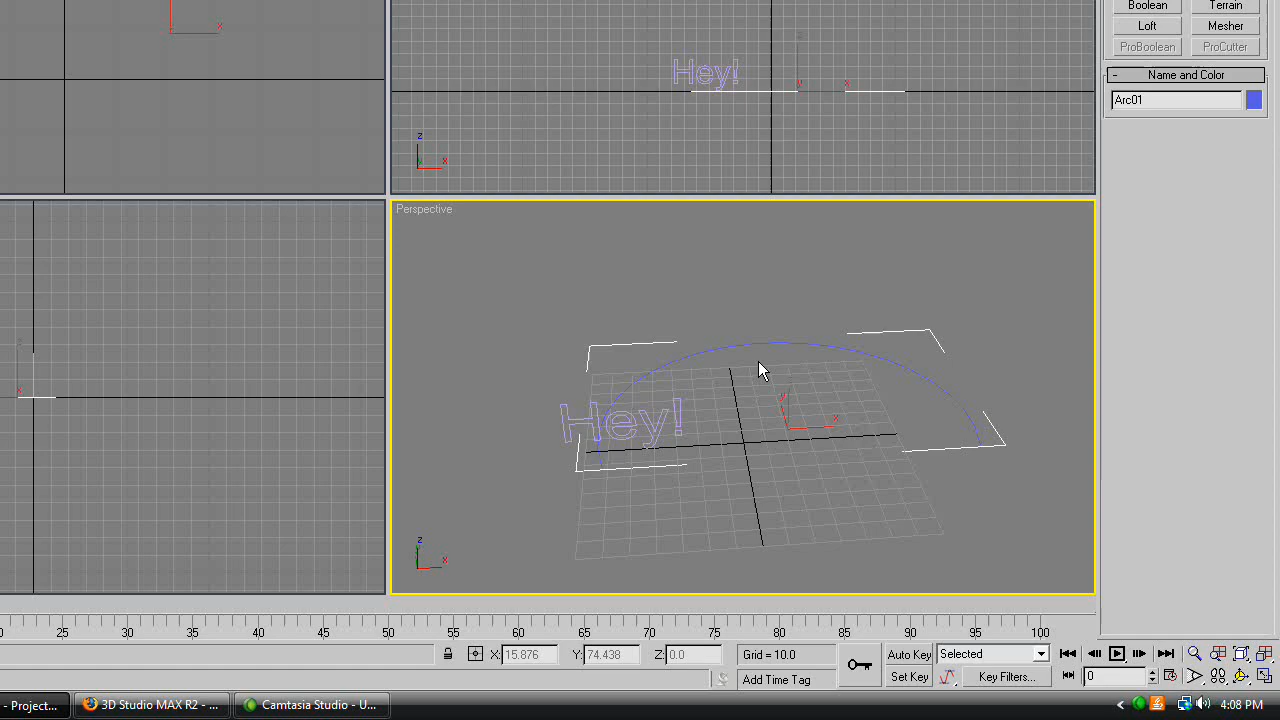 Boolean Terrain
Loft Mesher
ProBoolean ProCutter
- Name and Color
Arc01
x
Hey!
y x
z
y x
Perspective
Hey!
y
x
z
x
x
25 30 35 40 45 50 55 60 65 70 75 80 85 90 95 100
X: 15.876 Y: 74.438 Z: 0.0 Grid = 10.0 Auto Key Selected
Add Time Tag Set Key Key Filters... 0
- Project... 3D Studio MAX R2 - ... Camtasia Studio - U... 4:08 PM